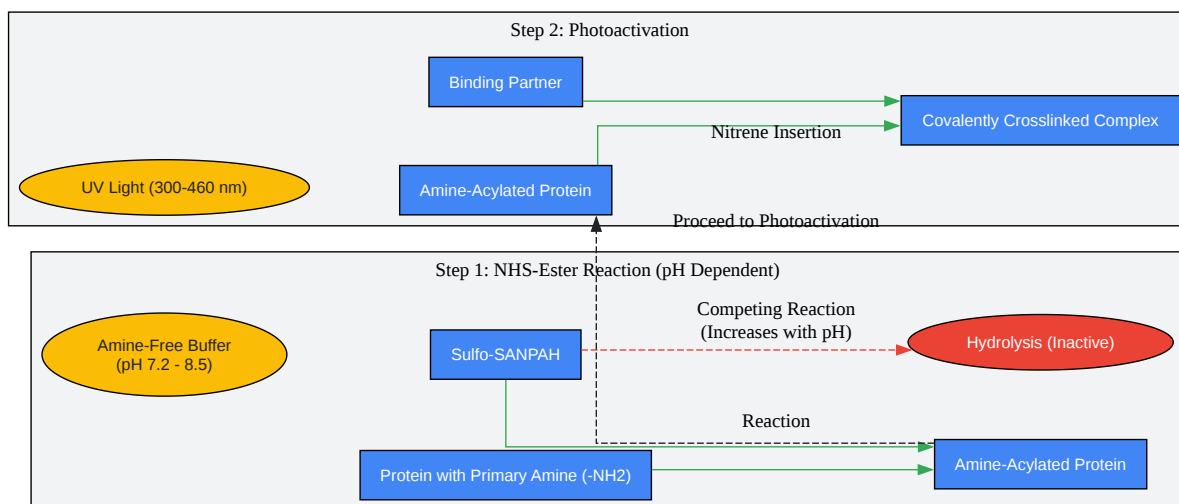 Step 2: Photoactivation
Binding Partner
Covalently Crosslinked Complex
Nitrene Insertion
UV Light (300-460 nm)
Amine-Acylated Protein
Proceed to Photoactivation
Step 1: NHS-Ester Reaction (pH Dependent)
Competing Reaction
(Increases with pH)
Amine-Free Buffer
(pH 7.2 - 8.5)
Sulfo-SANPAH
Hydrolysis (Inactive)
Reaction
Protein with Primary Amine (-NH2)
Amine-Acylated Protein